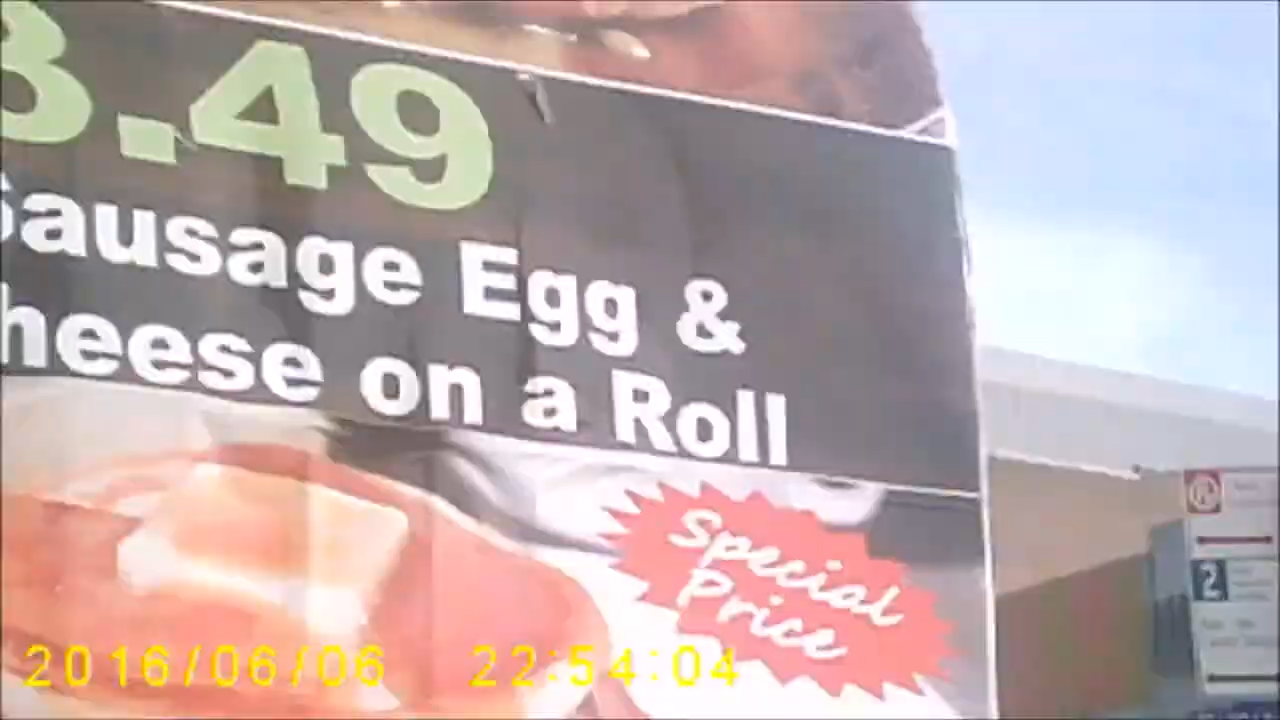 3.49
Sausage Egg &
heese on a Roll
Special
Price
2
2016/06/06 22:54:04